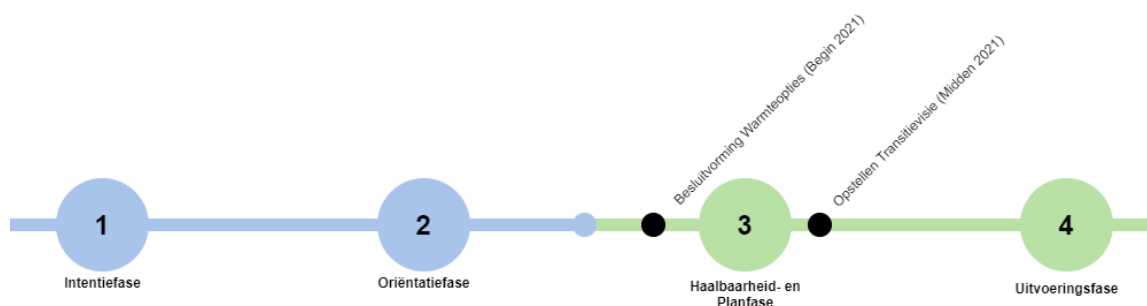 Besluitvorming Warmteopties (Begin 2021)
Opstellen Transitievisie (Midden 2021)
1
2
3
4
Intentiefase
Oriëntatiefase
Haalbaarheid- en
Planfase
Uitvoeringsfase